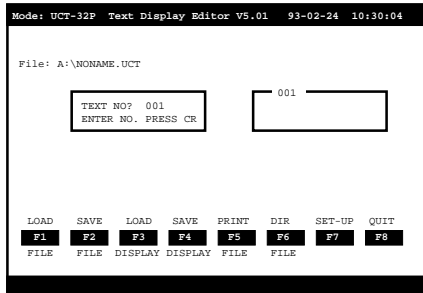 Mode: UCT-32P Text Display Editor V5.01 93-02-24 10:30:04
File: A:\NONAME.UCT
001
TEXT NO? 001
ENTER NO. PRESS CR
LOAD SAVE LOAD SAVE PRINT DIR SET-UP QUIT
F1 F2 F3 F4 F5 F6 F7 F8
FILE FILE DISPLAY DISPLAY FILE FILE